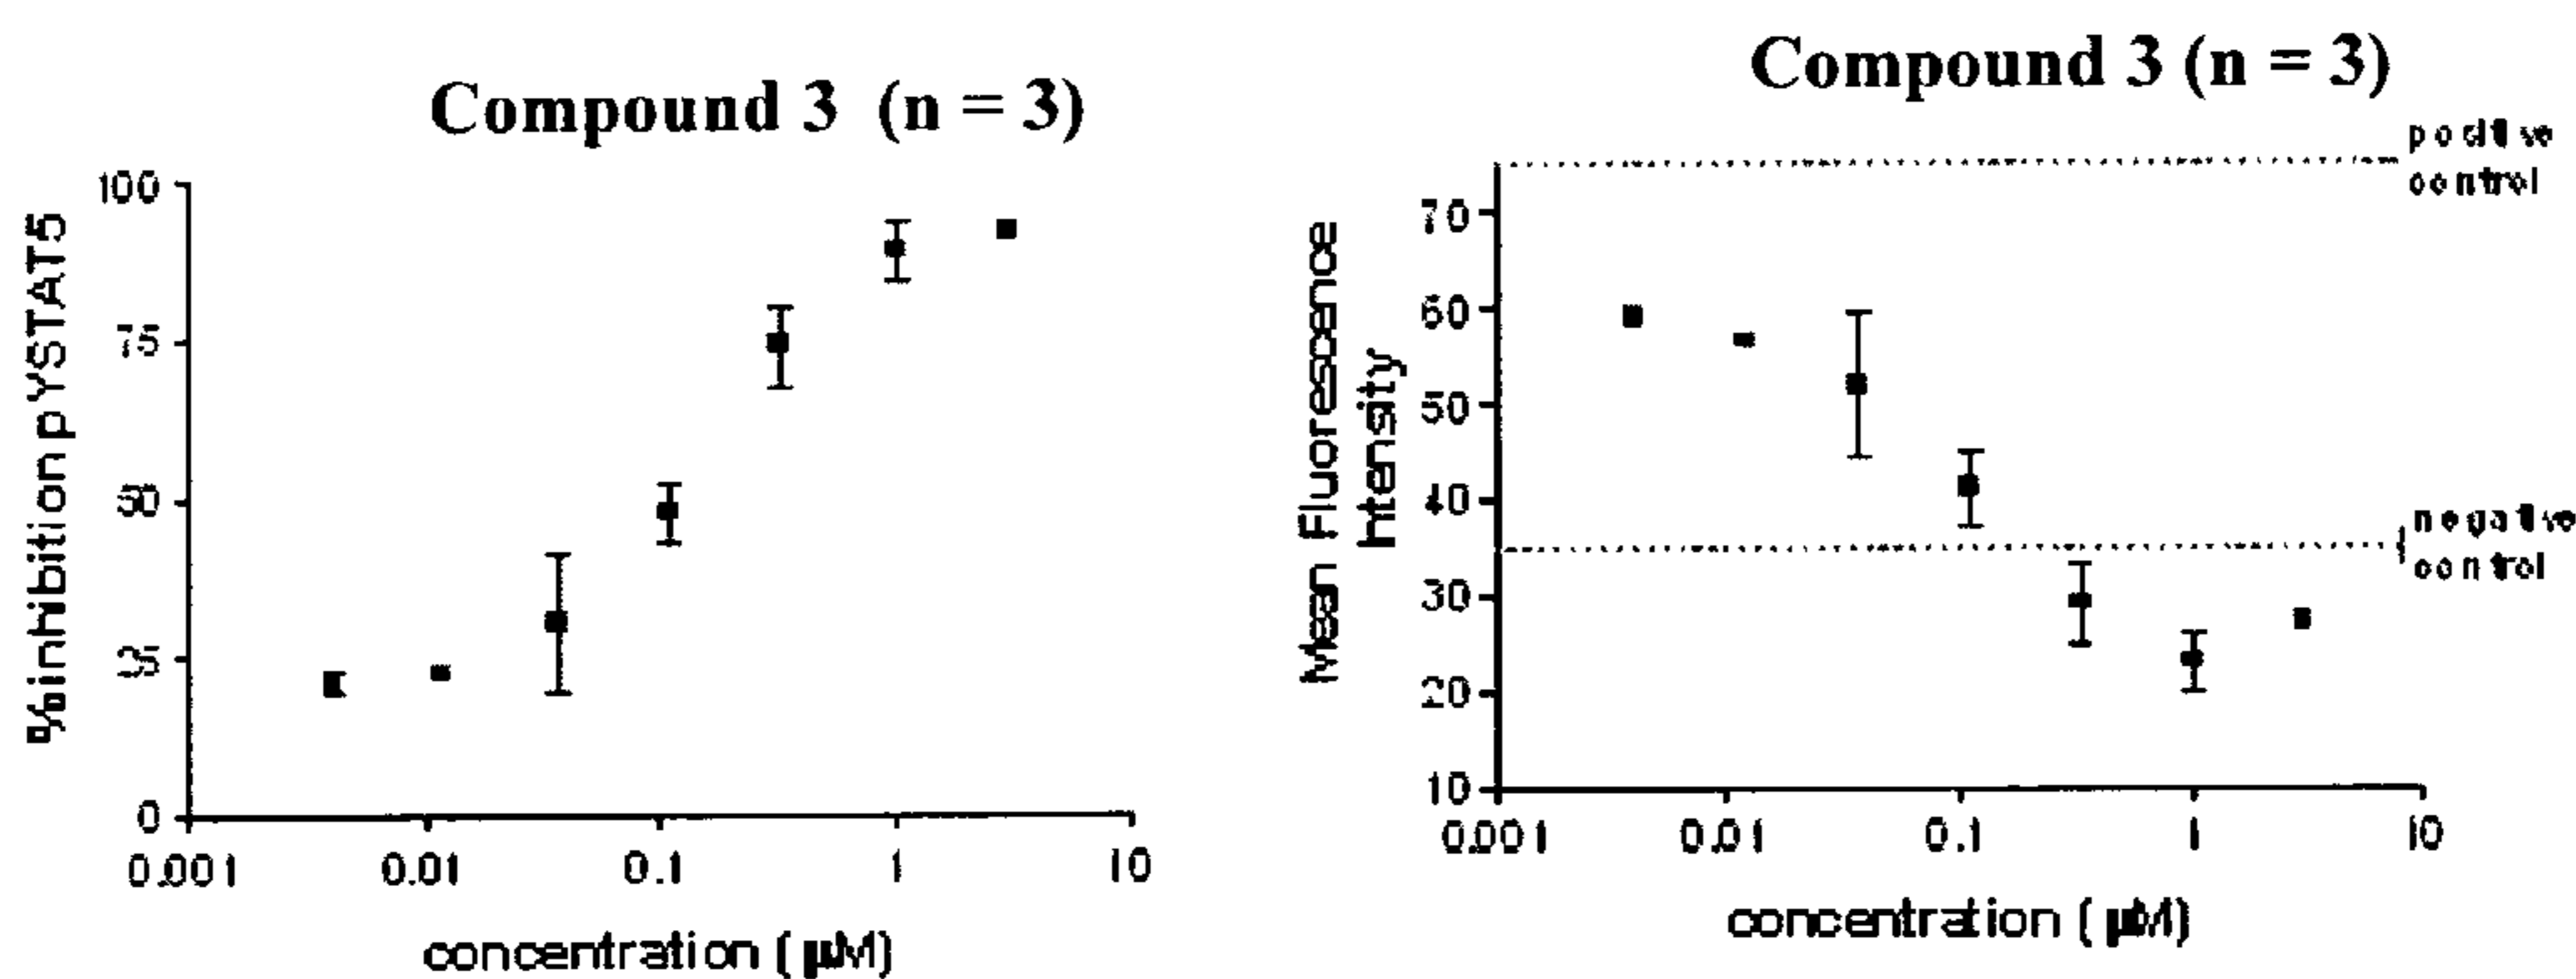 Compound 3 (n = 3)
100
75
50
25
0
%inhibition pYSTAT5
0.001 0.01 0.1 1 10
concentration (μM)
Compound 3 (n = 3)
positive
control
70
60
50
40
30
20
10
Mean Fluorescence
Intensity
negative
control
0.001 0.01 0.1 1 10
concentration (μM)